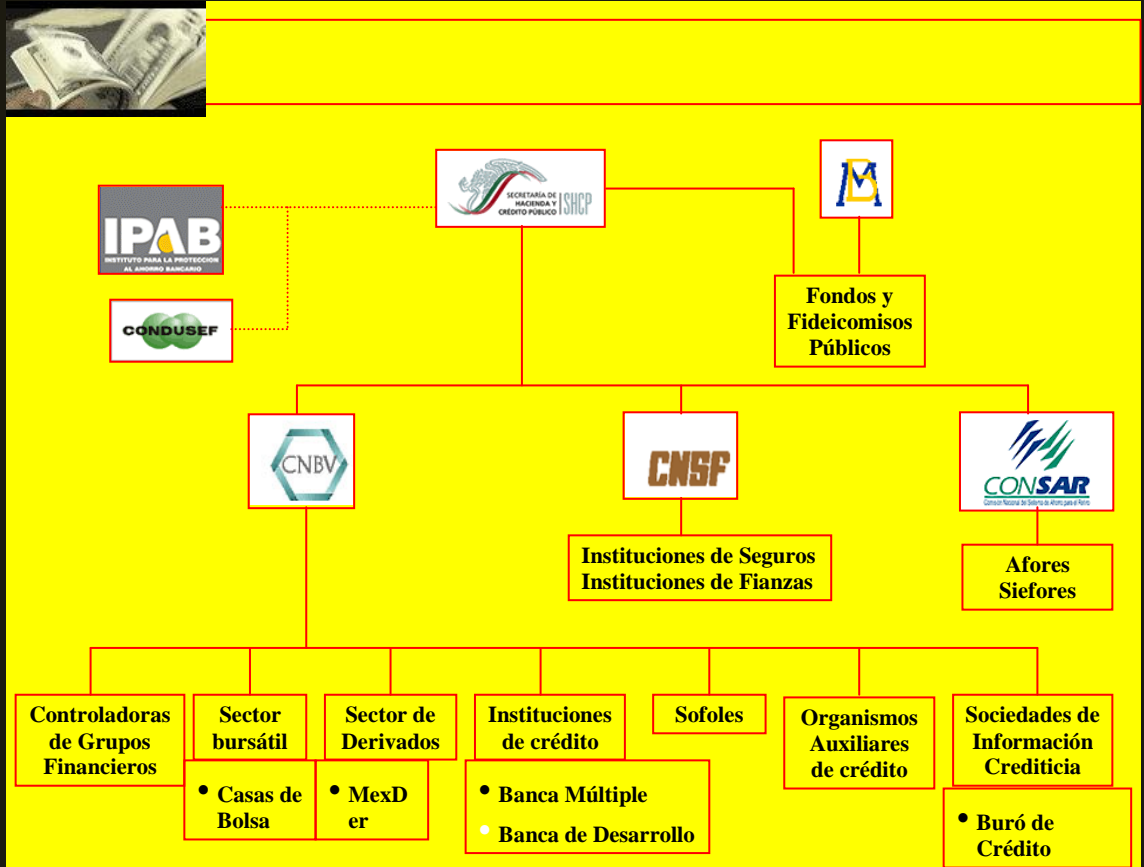 SECRETARÍA DE
HACIENDA Y
CRÉDITO PÚBLICO
SHCP
MB
IPAB
INSTITUTO PARA LA PROTECCION
AL AHORRO BANCARIO
CONDUSEF
Fondos y
Fideicomisos
Públicos
CNBV
CNSF
CONSAR
Comisión Nacional del Sistema de Ahorro para el Retiro
Instituciones de Seguros
Instituciones de Fianzas
Afores
Siefores
Controladoras
de Grupos
Financieros
Sector
bursátil
• Casas de
Bolsa
Sector de
Derivados
• MexD
er
Instituciones
de crédito
• Banca Múltiple
• Banca de Desarrollo
Sofoles
Organismos
Auxiliares
de crédito
Sociedades de
Información
Crediticia
• Buró de
Crédito